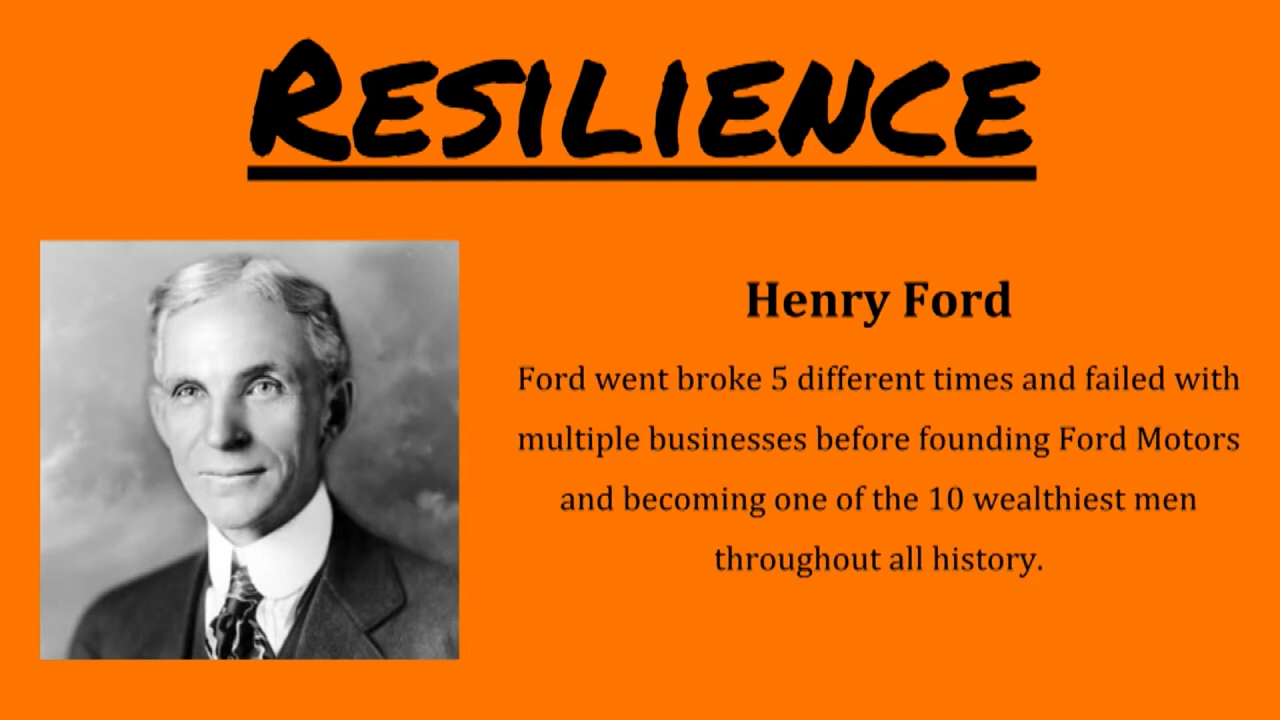 RESILIENCE
Henry Ford
Ford went broke 5 different times and failed with
multiple businesses before founding Ford Motors
and becoming one of the 10 wealthiest men
throughout all history.